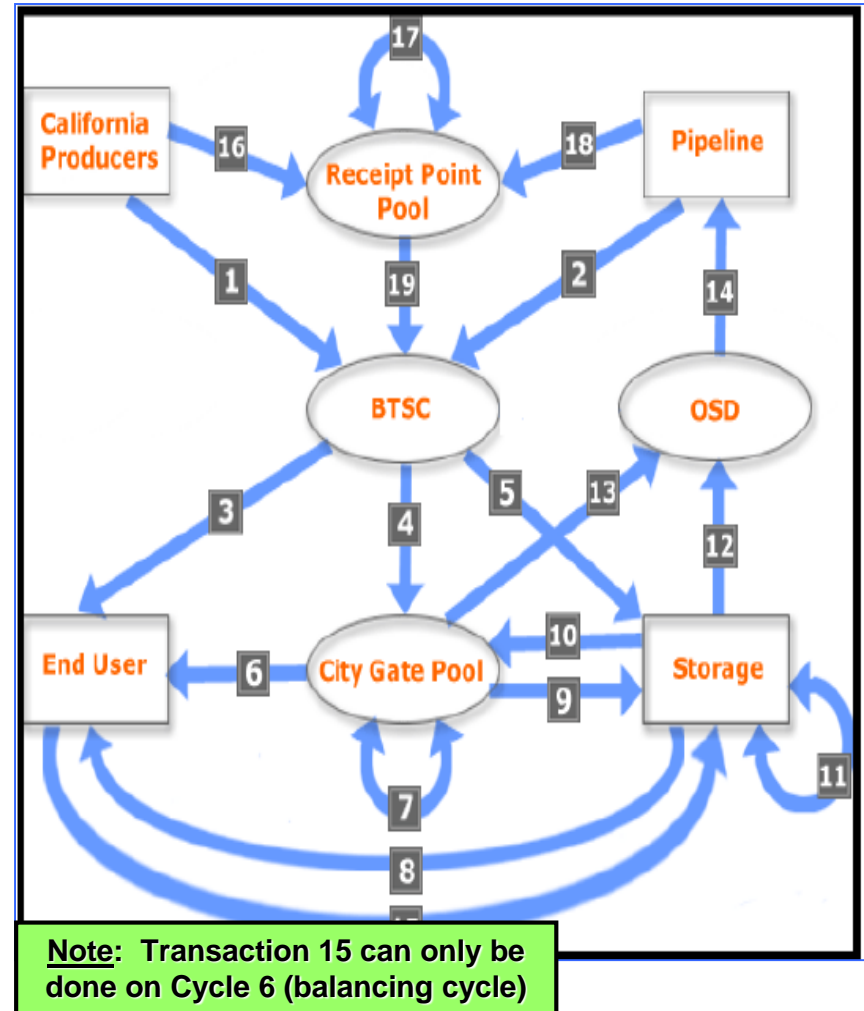 17
California
Producers
16
Receipt Point
Pool
18
Pipeline
1
19
2
14
BTSC
OSD
3
4
5
13
12
End User
6
City Gate Pool
10
9
Storage
7
11
8
Note: Transaction 15 can only be
done on Cycle 6 (balancing cycle)